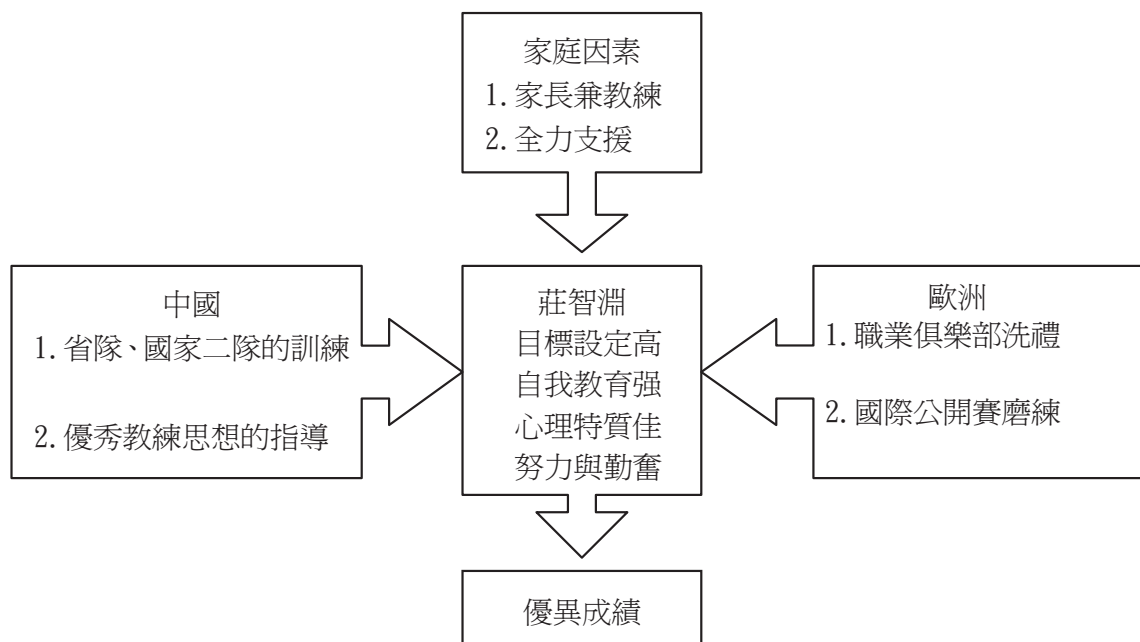 家庭因素
1.家長兼教練
2.全力支援
中國
1.省隊、國家二隊的訓練
2.優秀教練思想的指導
莊智淵
目標設定高
自我教育强
心理特質佳
努力與勤奮
歐洲
1.職業俱樂部洗禮
2.國際公開賽磨練
優異成績